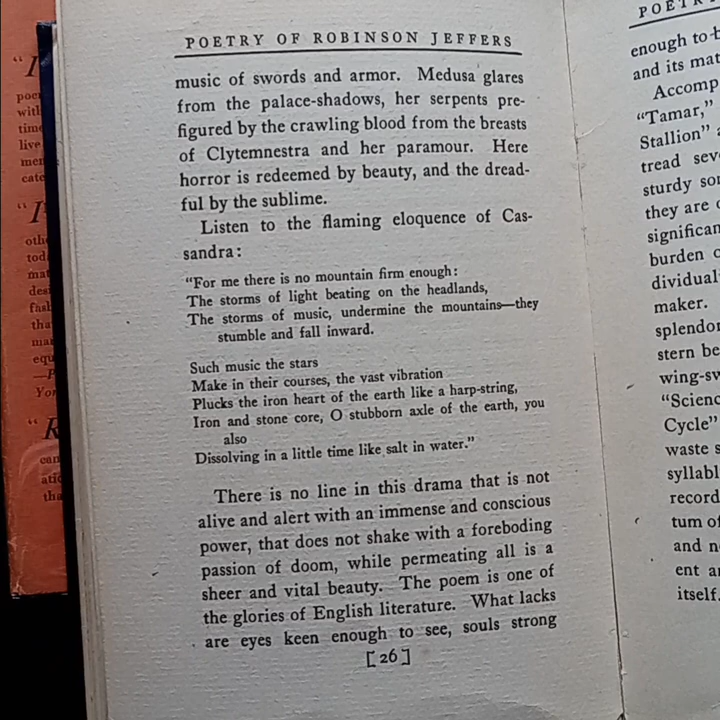 POETRY OF ROBINSON JEFFERS
music of swords and armor. Medusa glares
from the palace-shadows, her serpents pre-
figured by the crawling blood from the breasts
of Clytemnestra and her paramour. Here
horror is redeemed by beauty, and the dread-
ful by the sublime.
Listen to the flaming eloquence of Cas-
sandra:
"For me there is no mountain firm enough:
The storms of light beating on the headlands,
The storms of music, undermine the mountains—they
stumble and fall inward.
Such music the stars
Make in their courses, the vast vibration
Plucks the iron heart of the earth like a harp-string,
Iron and stone core, O stubborn axle of the earth, you
also
Dissolving in a little time like salt in water."
There is no line in this drama that is not
alive and alert with an immense and conscious
power, that does not shake with a foreboding
passion of doom, while permeating all is a
sheer and vital beauty. The poem is one of
the glories of English literature. What lacks
are eyes keen enough to see, souls strong
[26]
enough to
and its
Accomp
"Tamar,"
Stallion"
tread
sturdy
they are
significan
burden
dividual
maker.
splendor
stern
wing-sw
"Scienc
Cycle"
waste
syllabl
record
tum of
and
ent
itself.